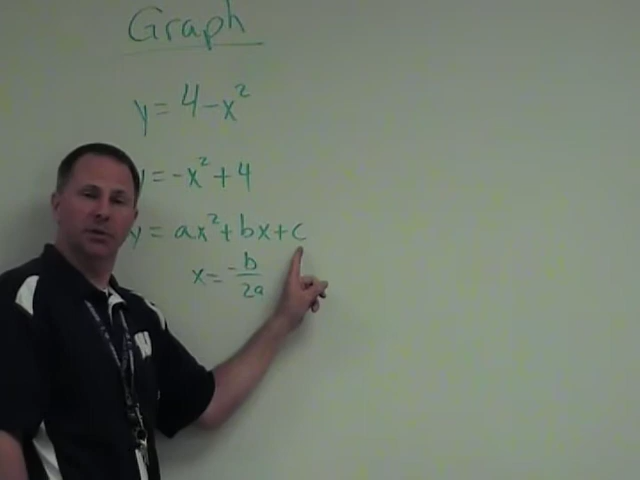 Graph
y = 4 - x²
y = -x² + 4
y = ax² + bx + c
x = -b/2a
W